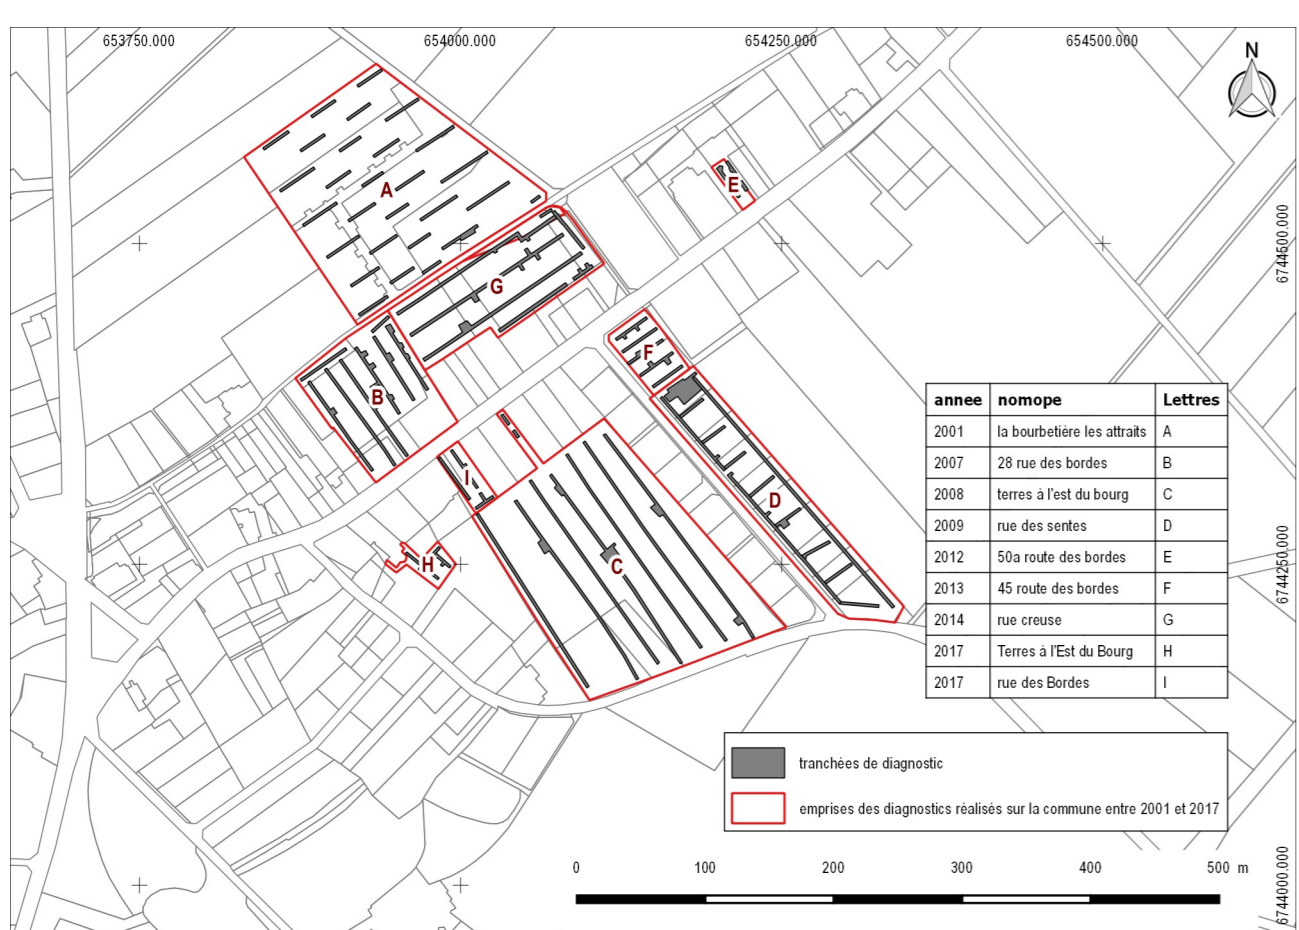 653750.000 654000.000 654250.000 654500.000
N
6744500.000
6744250.000
6744000.000
A
E
G
F
B
I
D
H
C
annee nomope Lettres
2001 la bourbetière les attraits A
2007 28 rue des bordes B
2008 terres à l'est du bourg C
2009 rue des sentes D
2012 50a route des bordes E
2013 45 route des bordes F
2014 rue creuse G
2017 Terres à l'Est du Bourg H
2017 rue des Bordes I
tranchées de diagnostic
emprises des diagnostics réalisés sur la commune entre 2001 et 2017
0 100 200 300 400 500 m